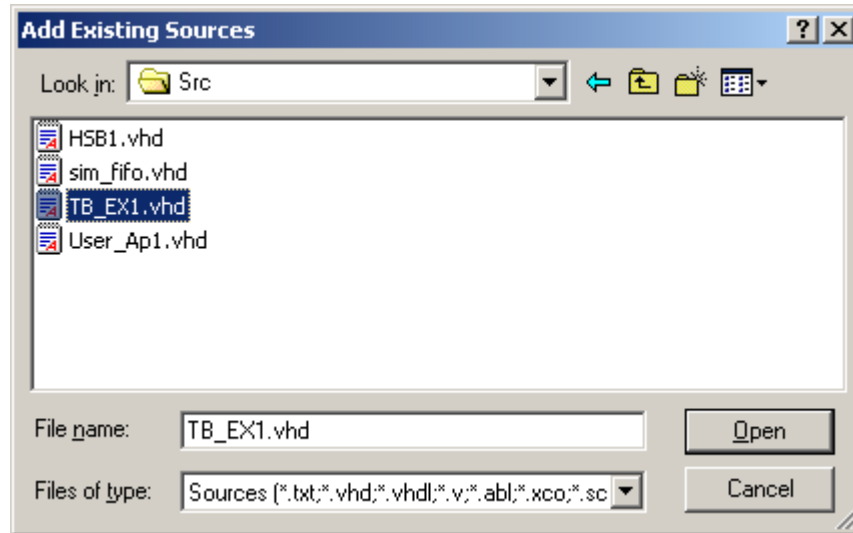 Add Existing Sources
Look in: Src
HSB1.vhd
sim_fifo.vhd
TB_EX1.vhd
User_Ap1.vhd
File name: TB_EX1.vhd Open
Files of type: Sources (*.txt;*.vhd;*.vhdl;*.v;*.abl;*.xco;*.sc Cancel